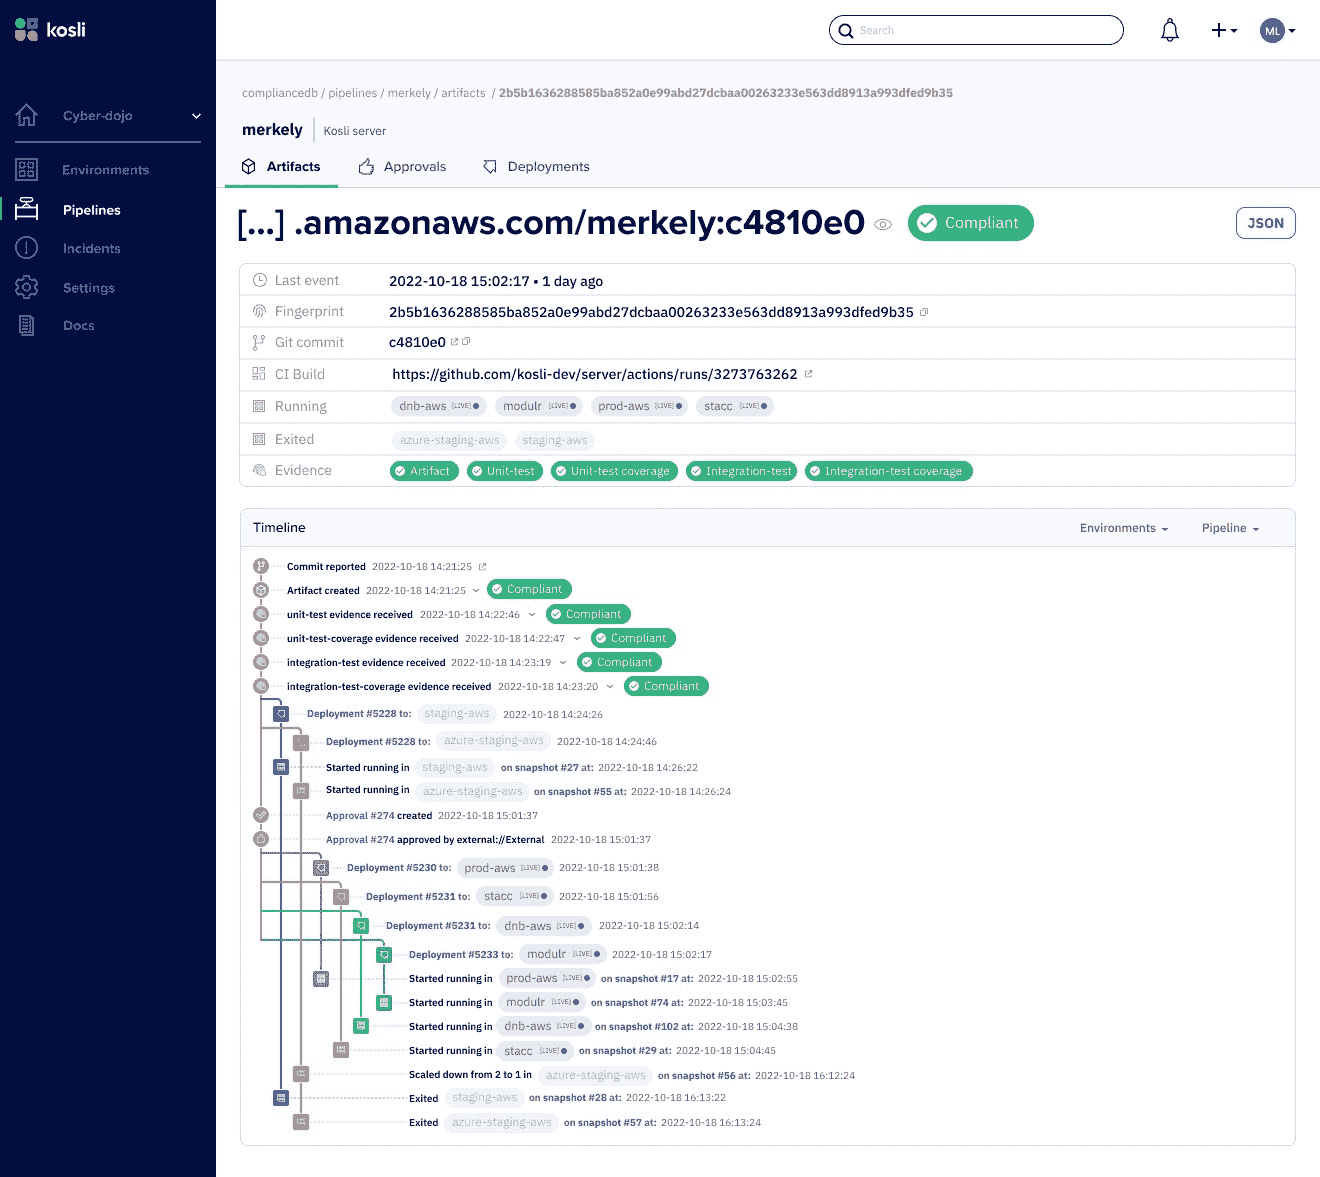 kosli
Search
ML
Cyber-dojo
Environments
Pipelines
Incidents
Settings
Docs
compliancedb / pipelines / merkely / artifacts / 2b5b1636288585ba852a0e99abd27dcbaa00263233e563dd8913a993dfed9b35
merkely Kosli server
Artifacts Approvals Deployments
[...] .amazonaws.com/merkely:c4810e0 Compliant JSON
Last event 2022-10-18 15:02:17 • 1 day ago
Fingerprint 2b5b1636288585ba852a0e99abd27dcbaa00263233e563dd8913a993dfed9b35
Git commit c4810e0
CI Build https://github.com/kosli-dev/server/actions/runs/3273763262
Running dnb-aws [LIVE] modulr [LIVE] prod-aws [LIVE] stacc [LIVE]
Exited azure-staging-aws staging-aws
Evidence Artifact Unit-test Unit-test coverage Integration-test Integration-test coverage
Timeline Environments Pipeline
Commit reported 2022-10-18 14:21:25
Artifact created 2022-10-18 14:21:25 Compliant
unit-test evidence received 2022-10-18 14:22:46 Compliant
unit-test-coverage evidence received 2022-10-18 14:22:47 Compliant
integration-test evidence received 2022-10-18 14:23:19 Compliant
integration-test-coverage evidence received 2022-10-18 14:23:20 Compliant
Deployment #5228 to: staging-aws 2022-10-18 14:24:26
Deployment #5228 to: azure-staging-aws 2022-10-18 14:24:46
Started running in staging-aws on snapshot #27 at: 2022-10-18 14:26:22
Started running in azure-staging-aws on snapshot #55 at: 2022-10-18 14:26:24
Approval #274 created 2022-10-18 15:01:37
Approval #274 approved by external://External 2022-10-18 15:01:37
Deployment #5230 to: prod-aws [LIVE] 2022-10-18 15:01:38
Deployment #5231 to: stacc [LIVE] 2022-10-18 15:01:56
Deployment #5231 to: dnb-aws [LIVE] 2022-10-18 15:02:14
Deployment #5233 to: modulr [LIVE] 2022-10-18 15:02:17
Started running in prod-aws [LIVE] on snapshot #17 at: 2022-10-18 15:02:55
Started running in modulr [LIVE] on snapshot #74 at: 2022-10-18 15:03:45
Started running in dnb-aws [LIVE] on snapshot #102 at: 2022-10-18 15:04:38
Started running in stacc [LIVE] on snapshot #29 at: 2022-10-18 15:04:45
Scaled down from 2 to 1 in azure-staging-aws on snapshot #56 at: 2022-10-18 16:12:24
Exited staging-aws on snapshot #28 at: 2022-10-18 16:13:22
Exited azure-staging-aws on snapshot #57 at: 2022-10-18 16:13:24